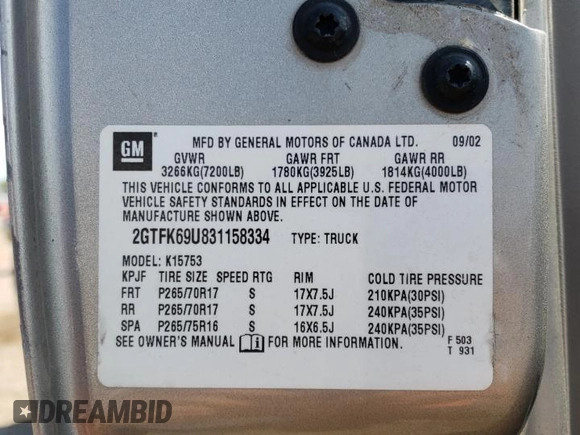 GM
MFD BY GENERAL MOTORS OF CANADA LTD. 09/02
GVWR GAWR FRT GAWR RR
3266KG(7200LB) 1780KG(3925LB) 1814KG(4000LB)
THIS VEHICLE CONFORMS TO ALL APPLICABLE U.S. FEDERAL MOTOR
VEHICLE SAFETY STANDARDS IN EFFECT ON THE DATE OF
MANUFACTURE SHOWN ABOVE.
2GTFK69U831158334 TYPE: TRUCK
MODEL: K15753
KPJF TIRE SIZE SPEED RTG RIM COLD TIRE PRESSURE
FRT P265/70R17 S 17X7.5J 210KPA(30PSI)
RR P265/70R17 S 17X7.5J 240KPA(35PSI)
SPA P265/75R16 S 16X6.5J 240KPA(35PSI)
SEE OWNER'S MANUAL i FOR MORE INFORMATION. F 503
T 931
DREAMBID